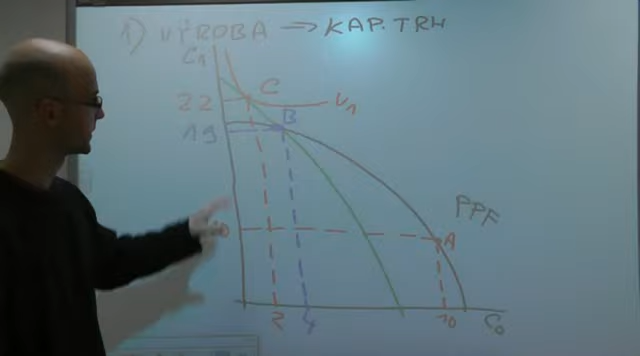 1) VÝROBA → KAP. TRH
C₁
22 C U₁
19 B
PPF
A
2 4 10 C₀